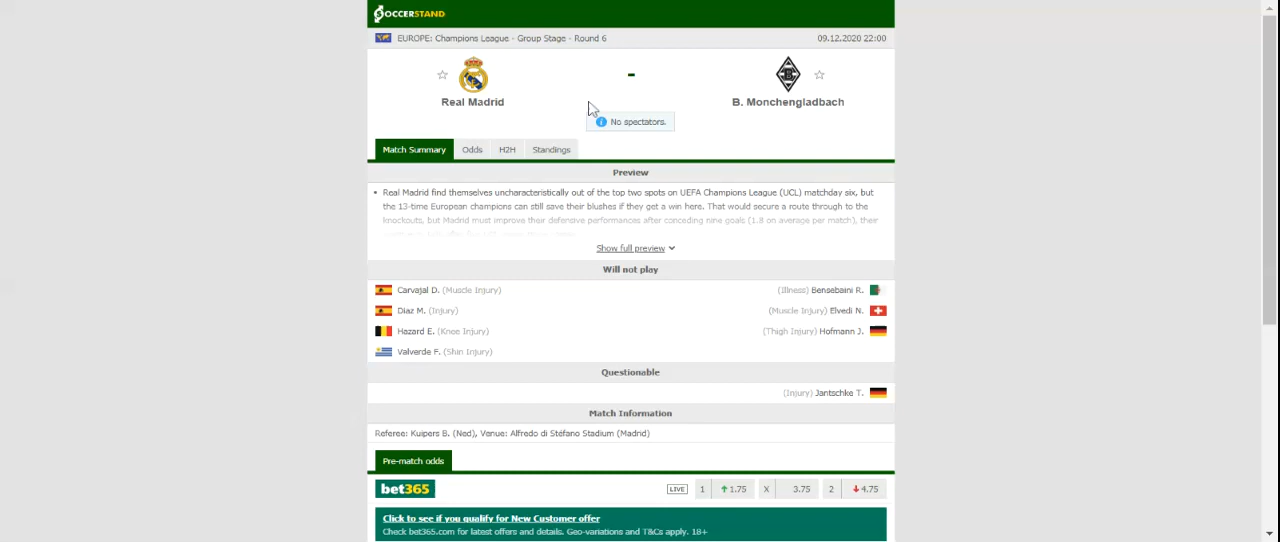 SOCCERSTAND
EUROPE: Champions League - Group Stage - Round 6 09.12.2020 22:00
-
Real Madrid B. Monchengladbach
No spectators.
Match Summary Odds H2H Standings
Preview
Real Madrid find themselves uncharacteristically out of the top two spots on UEFA Champions League (UCL) matchday six, but
the 13-time European champions can still save their blushes if they get a win here. That would secure a route through to the
knockouts, but Madrid must improve their defensive performances after conceding nine goals (1.8 on average per match), their
Show full preview
Will not play
Carvajal D. (Muscle Injury) (Illness) Bensebaini R.
Diaz M. (Injury) (Muscle Injury) Elvedi N.
Hazard E. (Knee Injury) (Thigh Injury) Hofmann J.
Valverde F. (Shin Injury)
Questionable
(Injury) Jantschke T.
Match Information
Referee: Kuipers B. (Ned), Venue: Alfredo di Stéfano Stadium (Madrid)
Pre-match odds
bet365 LIVE 1 1.75 X 3.75 2 4.75
Click to see if you qualify for New Customer offer
Check bet365.com for latest offers and details. Geo-variations and T&Cs apply. 18+